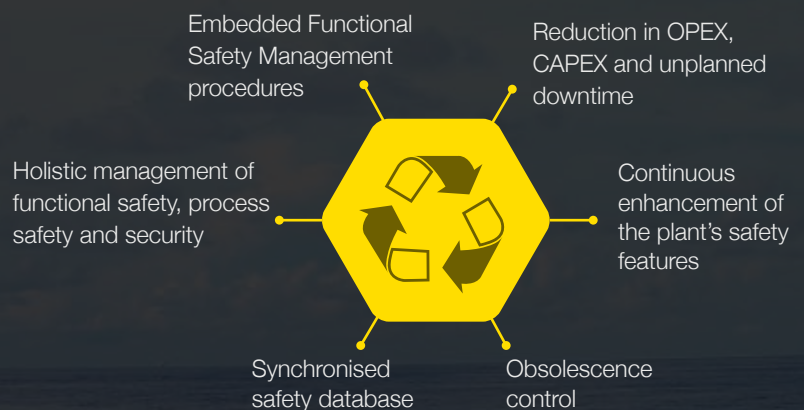 Embedded Functional
Safety Management
procedures
Reduction in OPEX,
CAPEX and unplanned
downtime
Holistic management of
functional safety, process
safety and security
Continuous
enhancement of
the plant’s safety
features
Synchronised
safety database
Obsolescence
control